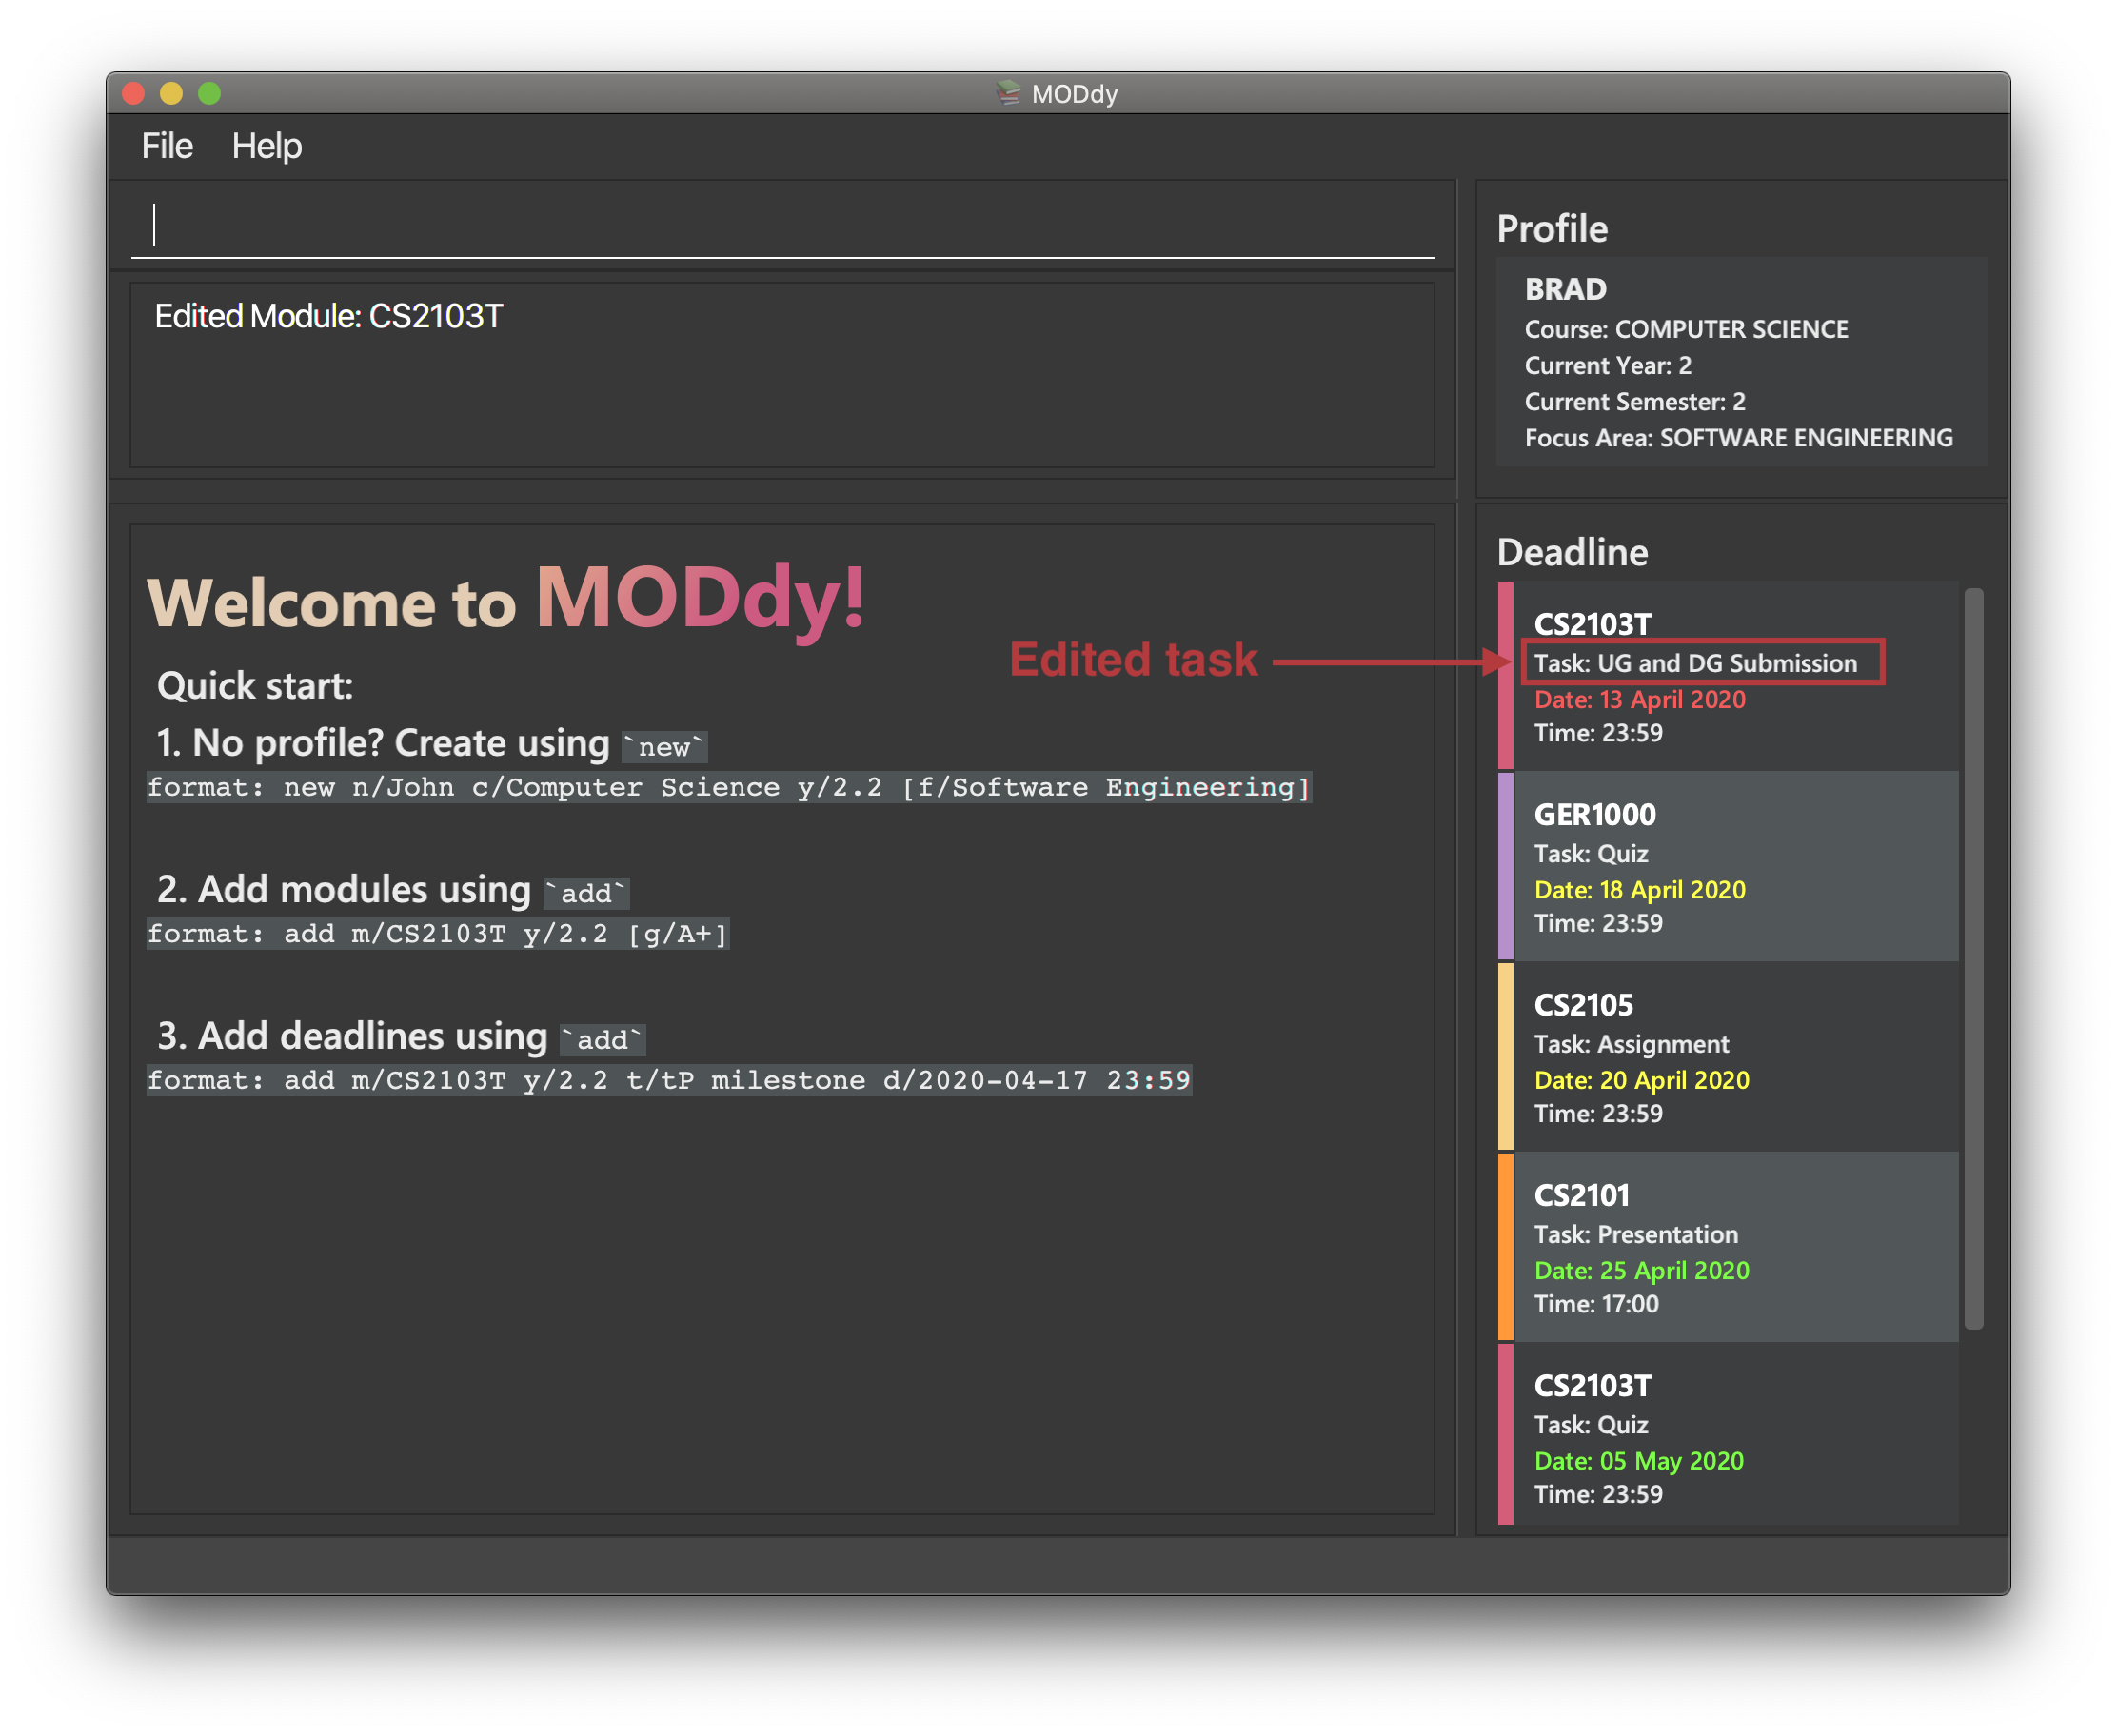 MODdy
File Help
Edited Module: CS2103T
Profile
BRAD
Course: COMPUTER SCIENCE
Current Year: 2
Current Semester: 2
Focus Area: SOFTWARE ENGINEERING
Welcome to MODdy!
Quick start:
1. No profile? Create using `new`
format: new n/John c/Computer Science y/2.2 [f/Software Engineering]
2. Add modules using `add`
format: add m/CS2103T y/2.2 [g/A+]
3. Add deadlines using `add`
format: add m/CS2103T y/2.2 t/tP milestone d/2020-04-17 23:59
Edited task
Deadline
CS2103T
Task: UG and DG Submission
Date: 13 April 2020
Time: 23:59
GER1000
Task: Quiz
Date: 18 April 2020
Time: 23:59
CS2105
Task: Assignment
Date: 20 April 2020
Time: 23:59
CS2101
Task: Presentation
Date: 25 April 2020
Time: 17:00
CS2103T
Task: Quiz
Date: 05 May 2020
Time: 23:59